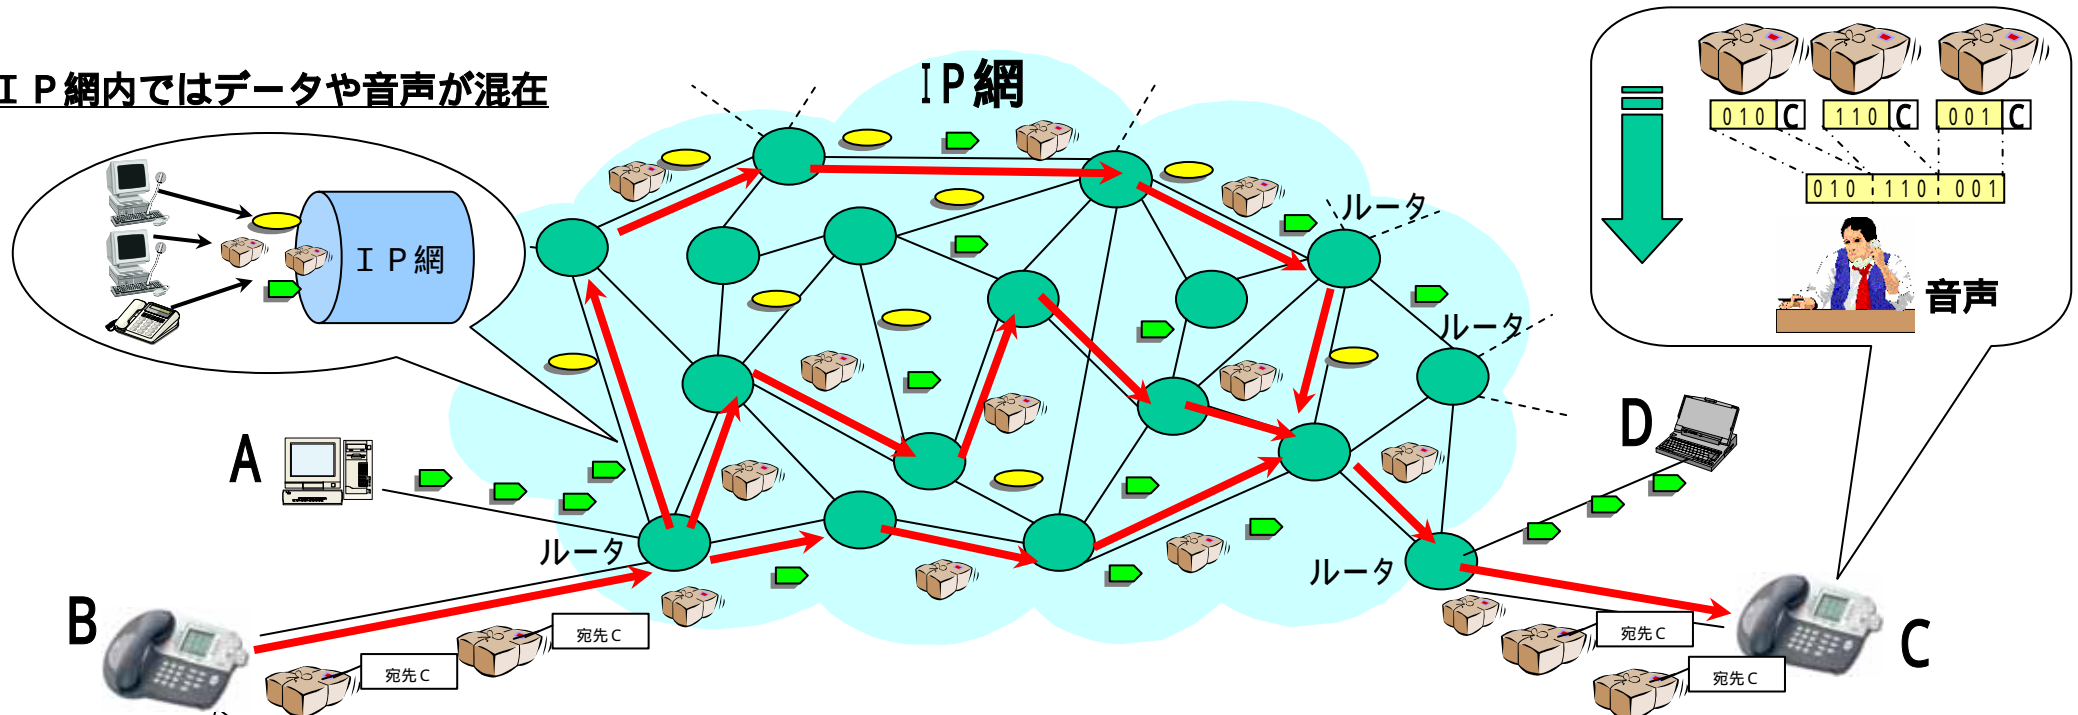 ＩＰ網内ではデータや音声が混在
ＩＰ網
ＩＰ網
010 C 110 C 001 C
010 110 001
音声
ルータ
ルータ
A
D
ルータ
ルータ
B
C
宛先C
宛先C
宛先C
宛先C